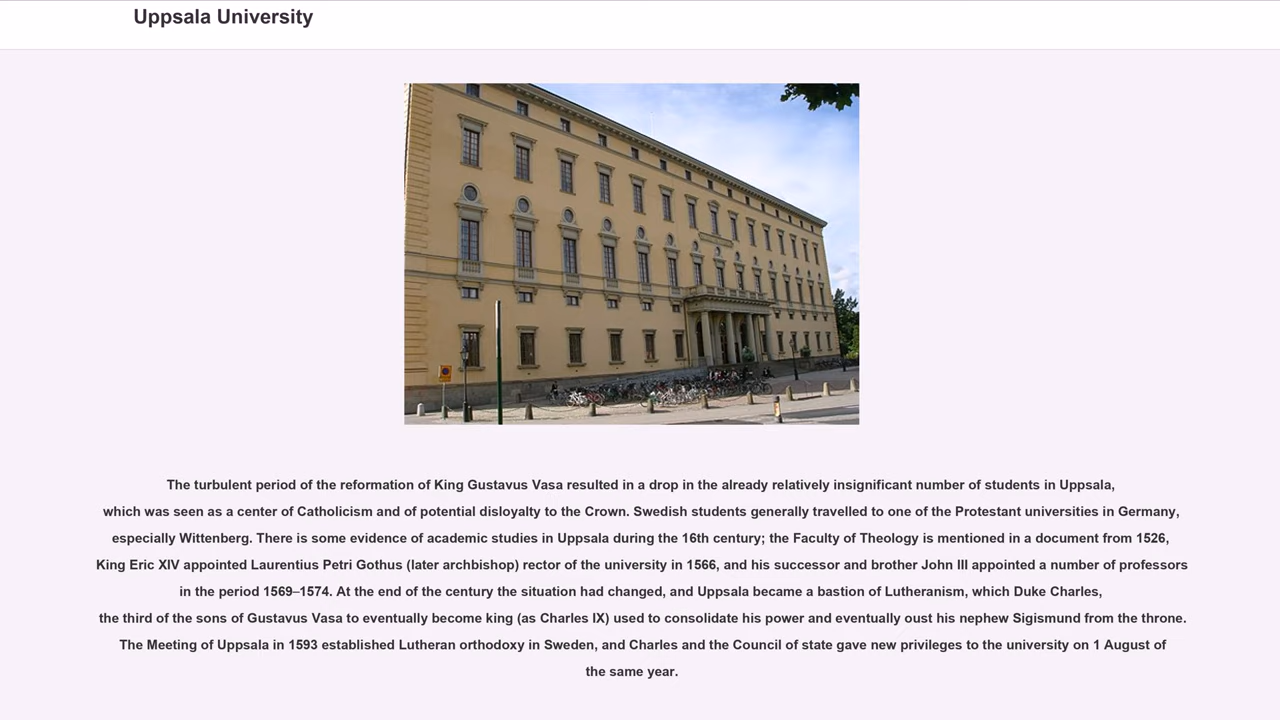 Uppsala University
The turbulent period of the reformation of King Gustavus Vasa resulted in a drop in the already relatively insignificant number of students in Uppsala,
which was seen as a center of Catholicism and of potential disloyalty to the Crown. Swedish students generally travelled to one of the Protestant universities in Germany,
especially Wittenberg. There is some evidence of academic studies in Uppsala during the 16th century; the Faculty of Theology is mentioned in a document from 1526,
King Eric XIV appointed Laurentius Petri Gothus (later archbishop) rector of the university in 1566, and his successor and brother John III appointed a number of professors
in the period 1569–1574. At the end of the century the situation had changed, and Uppsala became a bastion of Lutheranism, which Duke Charles,
the third of the sons of Gustavus Vasa to eventually become king (as Charles IX) used to consolidate his power and eventually oust his nephew Sigismund from the throne.
The Meeting of Uppsala in 1593 established Lutheran orthodoxy in Sweden, and Charles and the Council of state gave new privileges to the university on 1 August of
the same year.